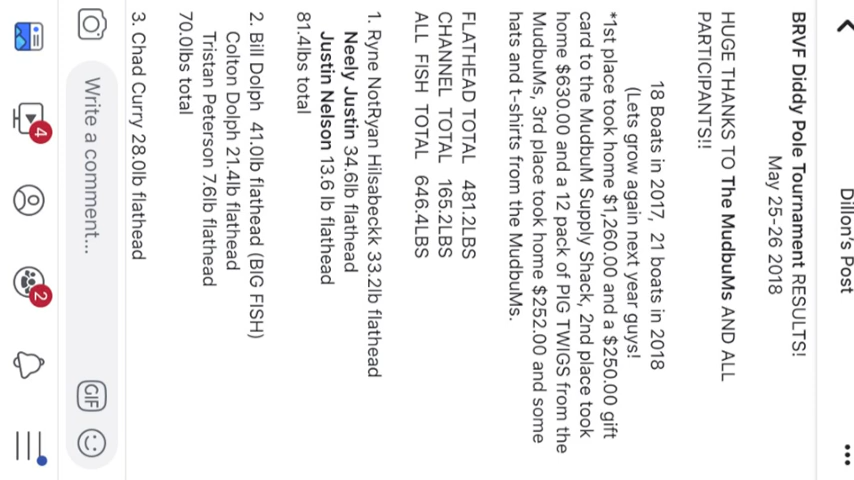 Dillon's Post
BRVF Diddy Pole Tournament RESULTS!
May 25-26 2018
HUGE THANKS TO The MudbuMs AND ALL
PARTICIPANTS!!
18 Boats in 2017, 21 boats in 2018
(Lets grow again next year guys!
*1st place took home $1,260.00 and a $250.00 gift
card to the MudbuM Supply Shack, 2nd place took
home $630.00 and a 12 pack of PIG TWIGS from the
MudbuMs, 3rd place took home $252.00 and some
hats and t-shirts from the MudbuMs.
FLATHEAD TOTAL 481.2LBS
CHANNEL TOTAL 165.2LBS
ALL FISH TOTAL 646.4LBS
1. Ryne NotRyan Hilsabeckk 33.2lb flathead
Neely Justin 34.6lb flathead
Justin Nelson 13.6 lb flathead
81.4lbs total
2. Bill Dolph 41.0lb flathead (BIG FISH)
Colton Dolph 21.4lb flathead
Tristan Peterson 7.6lb flathead
70.0lbs total
3. Chad Curry 28.0lb flathead
Write a comment...
GIF
4
2